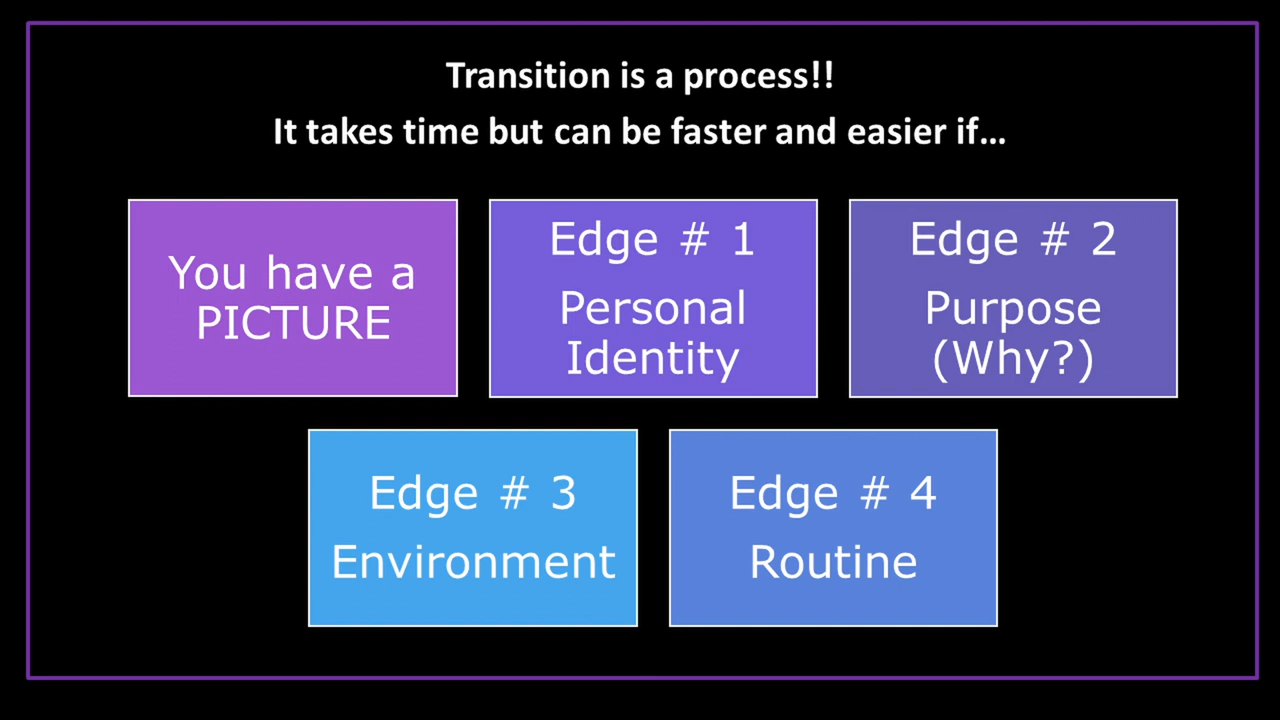 Transition is a process!!
It takes time but can be faster and easier if…
You have a
PICTURE
Edge # 1
Personal
Identity
Edge # 2
Purpose
(Why?)
Edge # 3
Environment
Edge # 4
Routine